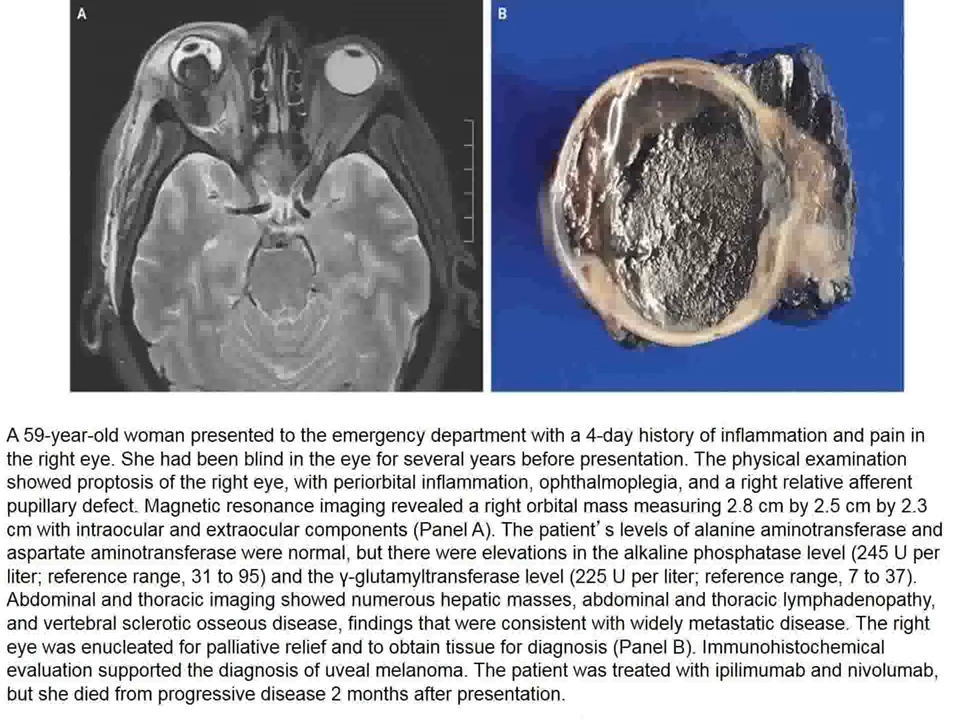 A
B
A 59-year-old woman presented to the emergency department with a 4-day history of inflammation and pain in
the right eye. She had been blind in the eye for several years before presentation. The physical examination
showed proptosis of the right eye, with periorbital inflammation, ophthalmoplegia, and a right relative afferent
pupillary defect. Magnetic resonance imaging revealed a right orbital mass measuring 2.8 cm by 2.5 cm by 2.3
cm with intraocular and extraocular components (Panel A). The patient’s levels of alanine aminotransferase and
aspartate aminotransferase were normal, but there were elevations in the alkaline phosphatase level (245 U per
liter; reference range, 31 to 95) and the γ-glutamyltransferase level (225 U per liter; reference range, 7 to 37).
Abdominal and thoracic imaging showed numerous hepatic masses, abdominal and thoracic lymphadenopathy,
and vertebral sclerotic osseous disease, findings that were consistent with widely metastatic disease. The right
eye was enucleated for palliative relief and to obtain tissue for diagnosis (Panel B). Immunohistochemical
evaluation supported the diagnosis of uveal melanoma. The patient was treated with ipilimumab and nivolumab,
but she died from progressive disease 2 months after presentation.